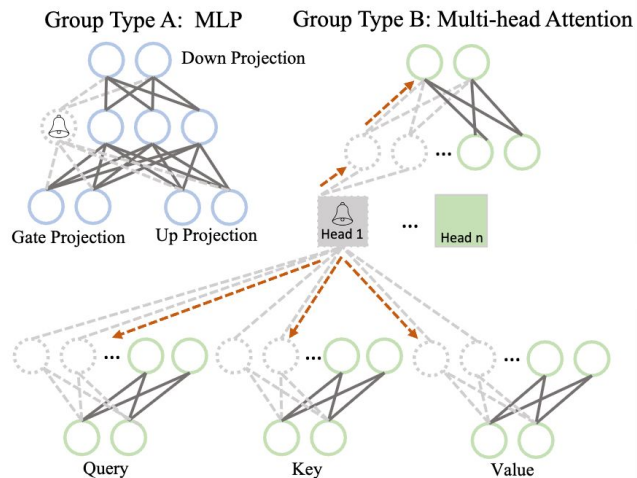 Group Type A: MLP
Group Type B: Multi-head Attention
Down Projection
...
Gate Projection
Up Projection
Head 1
...
Head n
...
...
...
Query
Key
Value